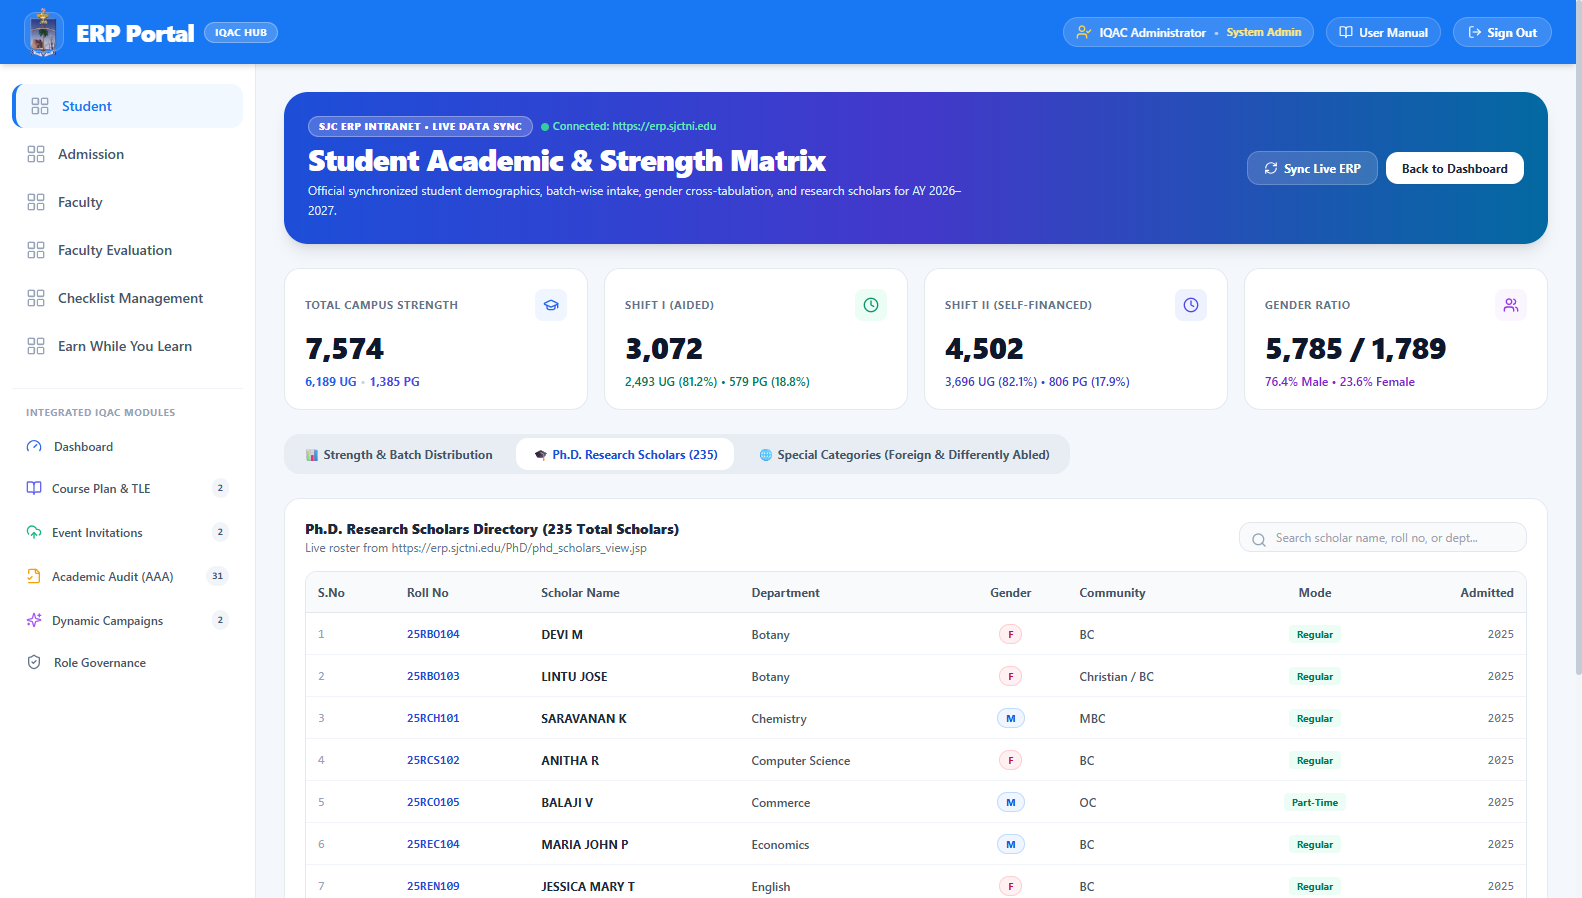 ERP Portal
IQAC HUB
IQAC Administrator • System Admin
User Manual
Sign Out
Student
Admission
Faculty
Faculty Evaluation
Checklist Management
Earn While You Learn
INTEGRATED IQAC MODULES
Dashboard
Course Plan & TLE 2
Event Invitations 2
Academic Audit (AAA) 31
Dynamic Campaigns 2
Role Governance
SJC ERP INTRANET • LIVE DATA SYNC
Connected: https://erp.sjctni.edu
Student Academic & Strength Matrix
Official synchronized student demographics, batch-wise intake, gender cross-tabulation, and research scholars for AY 2026–
2027.
Sync Live ERP
Back to Dashboard
TOTAL CAMPUS STRENGTH
7,574
6,189 UG • 1,385 PG
SHIFT I (AIDED)
3,072
2,493 UG (81.2%) • 579 PG (18.8%)
SHIFT II (SELF-FINANCED)
4,502
3,696 UG (82.1%) • 806 PG (17.9%)
GENDER RATIO
5,785 / 1,789
76.4% Male • 23.6% Female
Strength & Batch Distribution
Ph.D. Research Scholars (235)
Special Categories (Foreign & Differently Abled)
Ph.D. Research Scholars Directory (235 Total Scholars)
Live roster from https://erp.sjctni.edu/PhD/phd_scholars_view.jsp
Search scholar name, roll no, or dept...
S.No Roll No Scholar Name Department Gender Community Mode Admitted
1 25RBO104 DEVI M Botany F BC Regular 2025
2 25RBO103 LINTU JOSE Botany F Christian / BC Regular 2025
3 25RCH101 SARAVANAN K Chemistry M MBC Regular 2025
4 25RCS102 ANITHA R Computer Science F BC Regular 2025
5 25RCO105 BALAJI V Commerce M OC Part-Time 2025
6 25REC104 MARIA JOHN P Economics M BC Regular 2025
7 25REN109 JESSICA MARY T English F BC Regular 2025